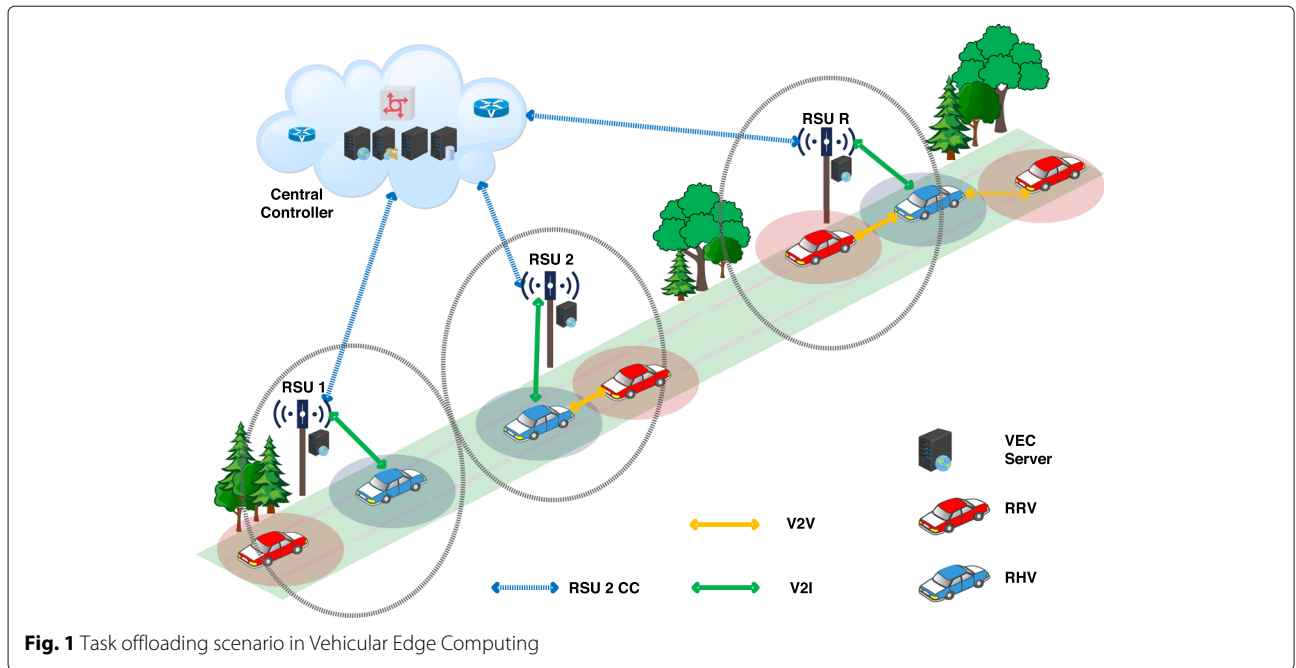 RSU R
Central
Controller
RSU 2
RSU 1
VEC
Server
RRV
V2V
RHV
RSU 2 CC
V2I
Fig. 1 Task offloading scenario in Vehicular Edge Computing